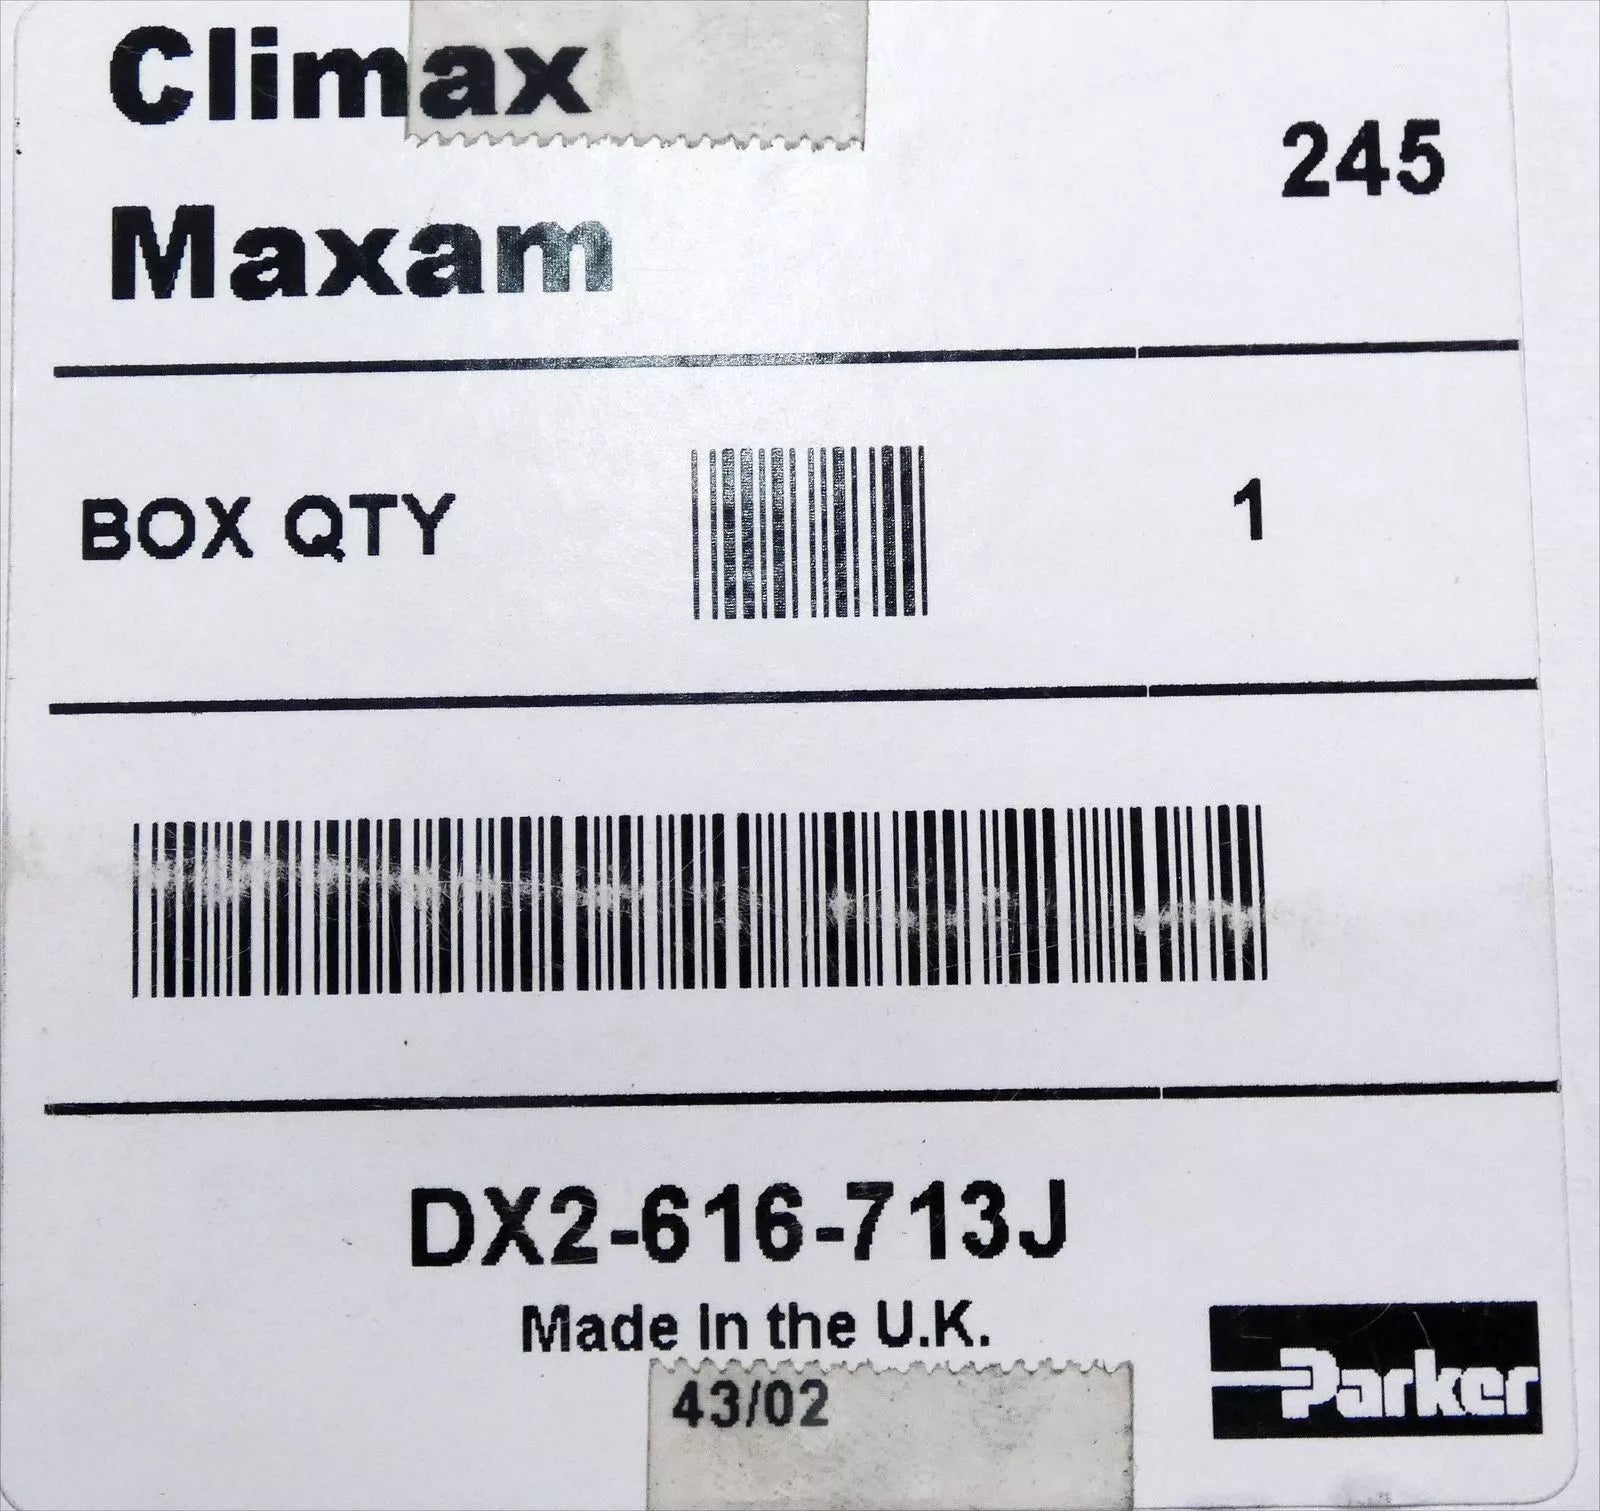 Climax
245
Maxam
BOX QTY 1
DX2-616-713J
Made In the U.K.
43/02
Parker